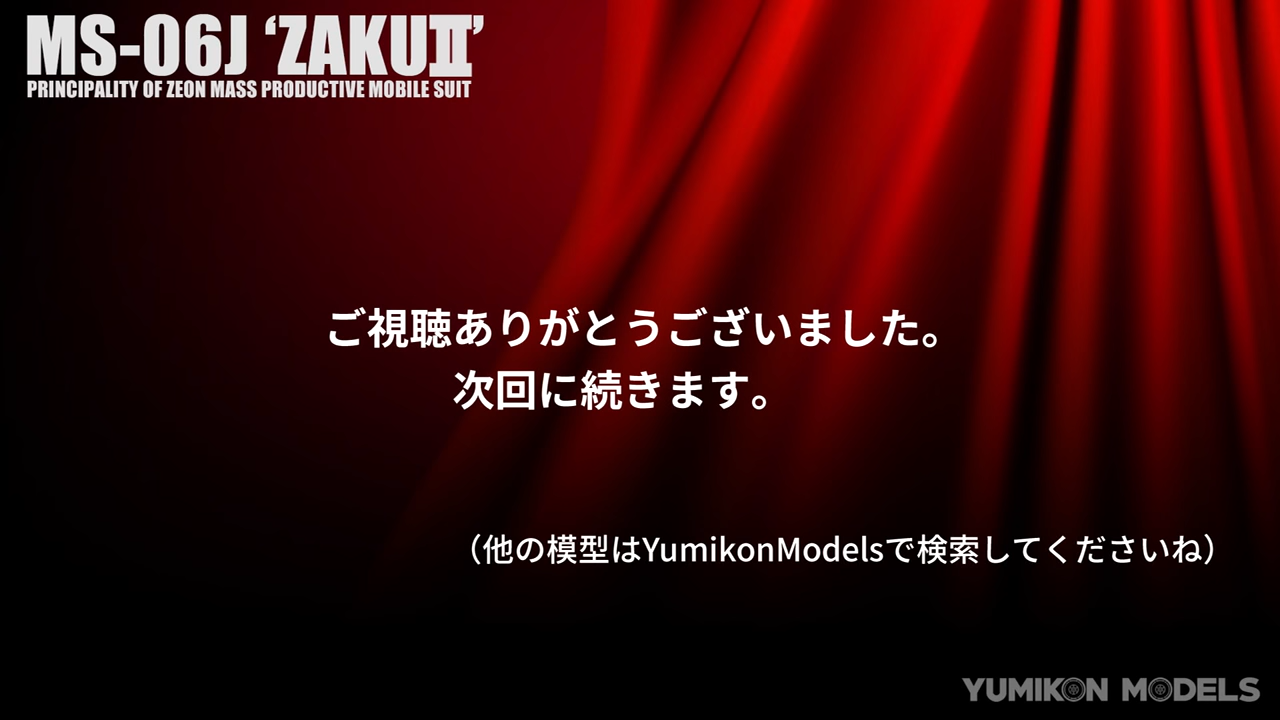 MS-06J ‘ZAKUⅡ’
PRINCIPALITY OF ZEON MASS PRODUCTIVE MOBILE SUIT
ご視聴ありがとうございました。
次回に続きます。
（他の模型はYumikonModelsで検索してくださいね）
YUMIKON MODELS